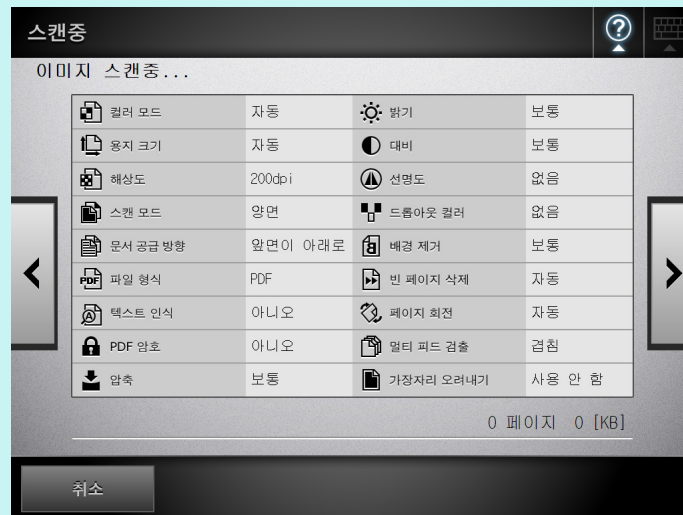 스캔중
이미지 스캔중...
컬러 모드 자동 밝기 보통
용지 크기 자동 대비 보통
해상도 200dpi 선명도 없음
스캔 모드 양면 드롭아웃 컬러 없음
문서 공급 방향 앞면이 아래로 배경 제거 보통
PDF 파일 형식 PDF 빈 페이지 삭제 자동
텍스트 인식 아니오 페이지 회전 자동
PDF 암호 아니오 멀티 피드 검출 겹침
압축 보통 가장자리 오려내기 사용 안 함
0 페이지 0 [KB]
취소